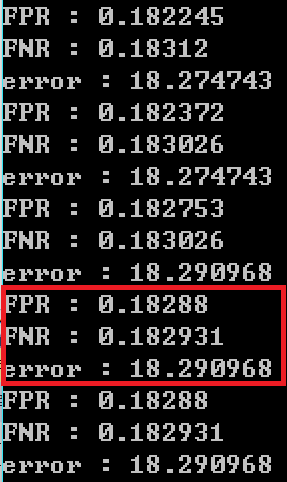 FPR : 0.182245
FNR : 0.18312
error : 18.274743
FPR : 0.182372
FNR : 0.183026
error : 18.274743
FPR : 0.182753
FNR : 0.183026
error : 18.290968
FPR : 0.18288
FNR : 0.182931
error : 18.290968
FPR : 0.18288
FNR : 0.182931
error : 18.290968